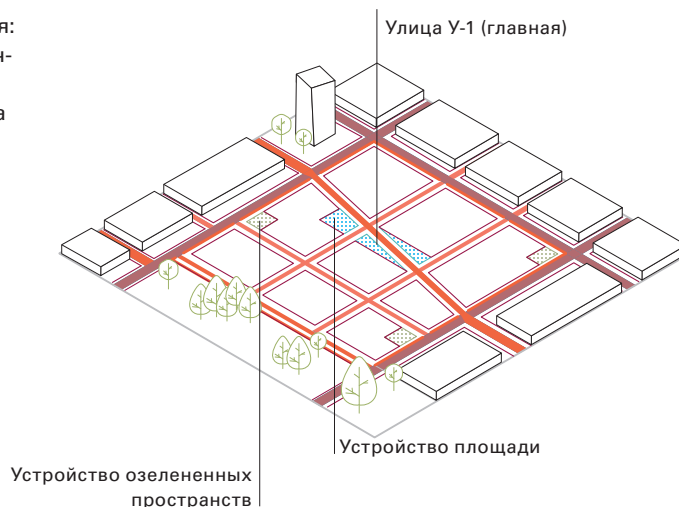 я:
н-
а
Улица У-1 (главная)
Устройство площади
Устройство озелененных
пространств